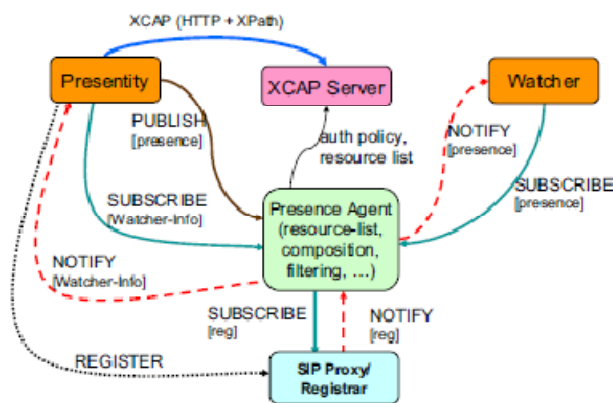 XCAP (HTTP + XPath)
Presentity
XCAP Server
Watcher
PUBLISH
[presence]
auth policy,
resource list
NOTIFY
[presence]
SUBSCRIBE
[presence]
SUBSCRIBE
[Watcher-Info]
Presence Agent
(resource-list,
composition,
filtering, ....)
NOTIFY
[Watcher-Info]
SUBSCRIBE
[reg]
NOTIFY
[reg]
REGISTER
SIP Proxy/
Registrar